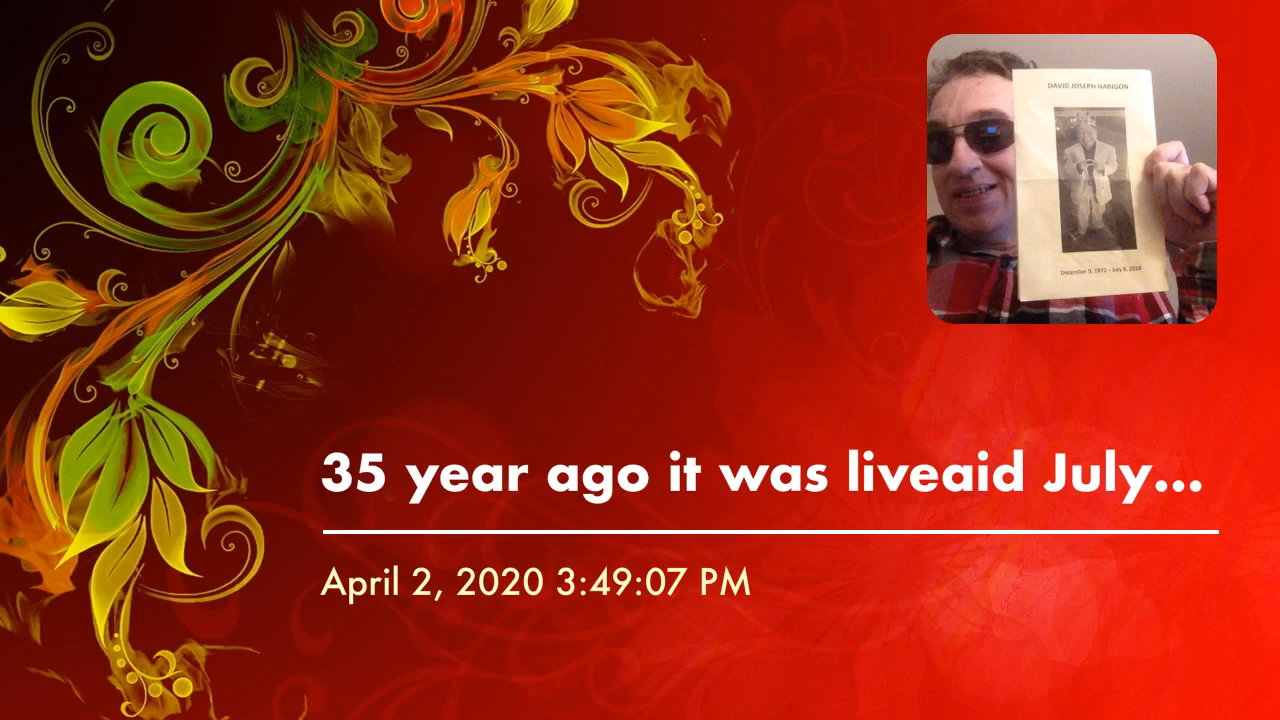 DAVID JOSEPH NABIGON
December 9, 1972 – July 8, 2018
35 year ago it was liveaid July...
April 2, 2020 3:49:07 PM